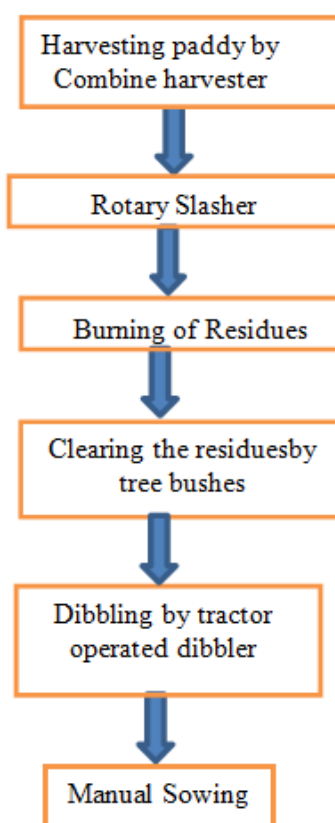 Harvesting paddy by
Combine harvester
Rotary Slasher
Burning of Residues
Clearing the residuesby
tree bushes
Dibbling by tractor
operated dibbler
Manual Sowing